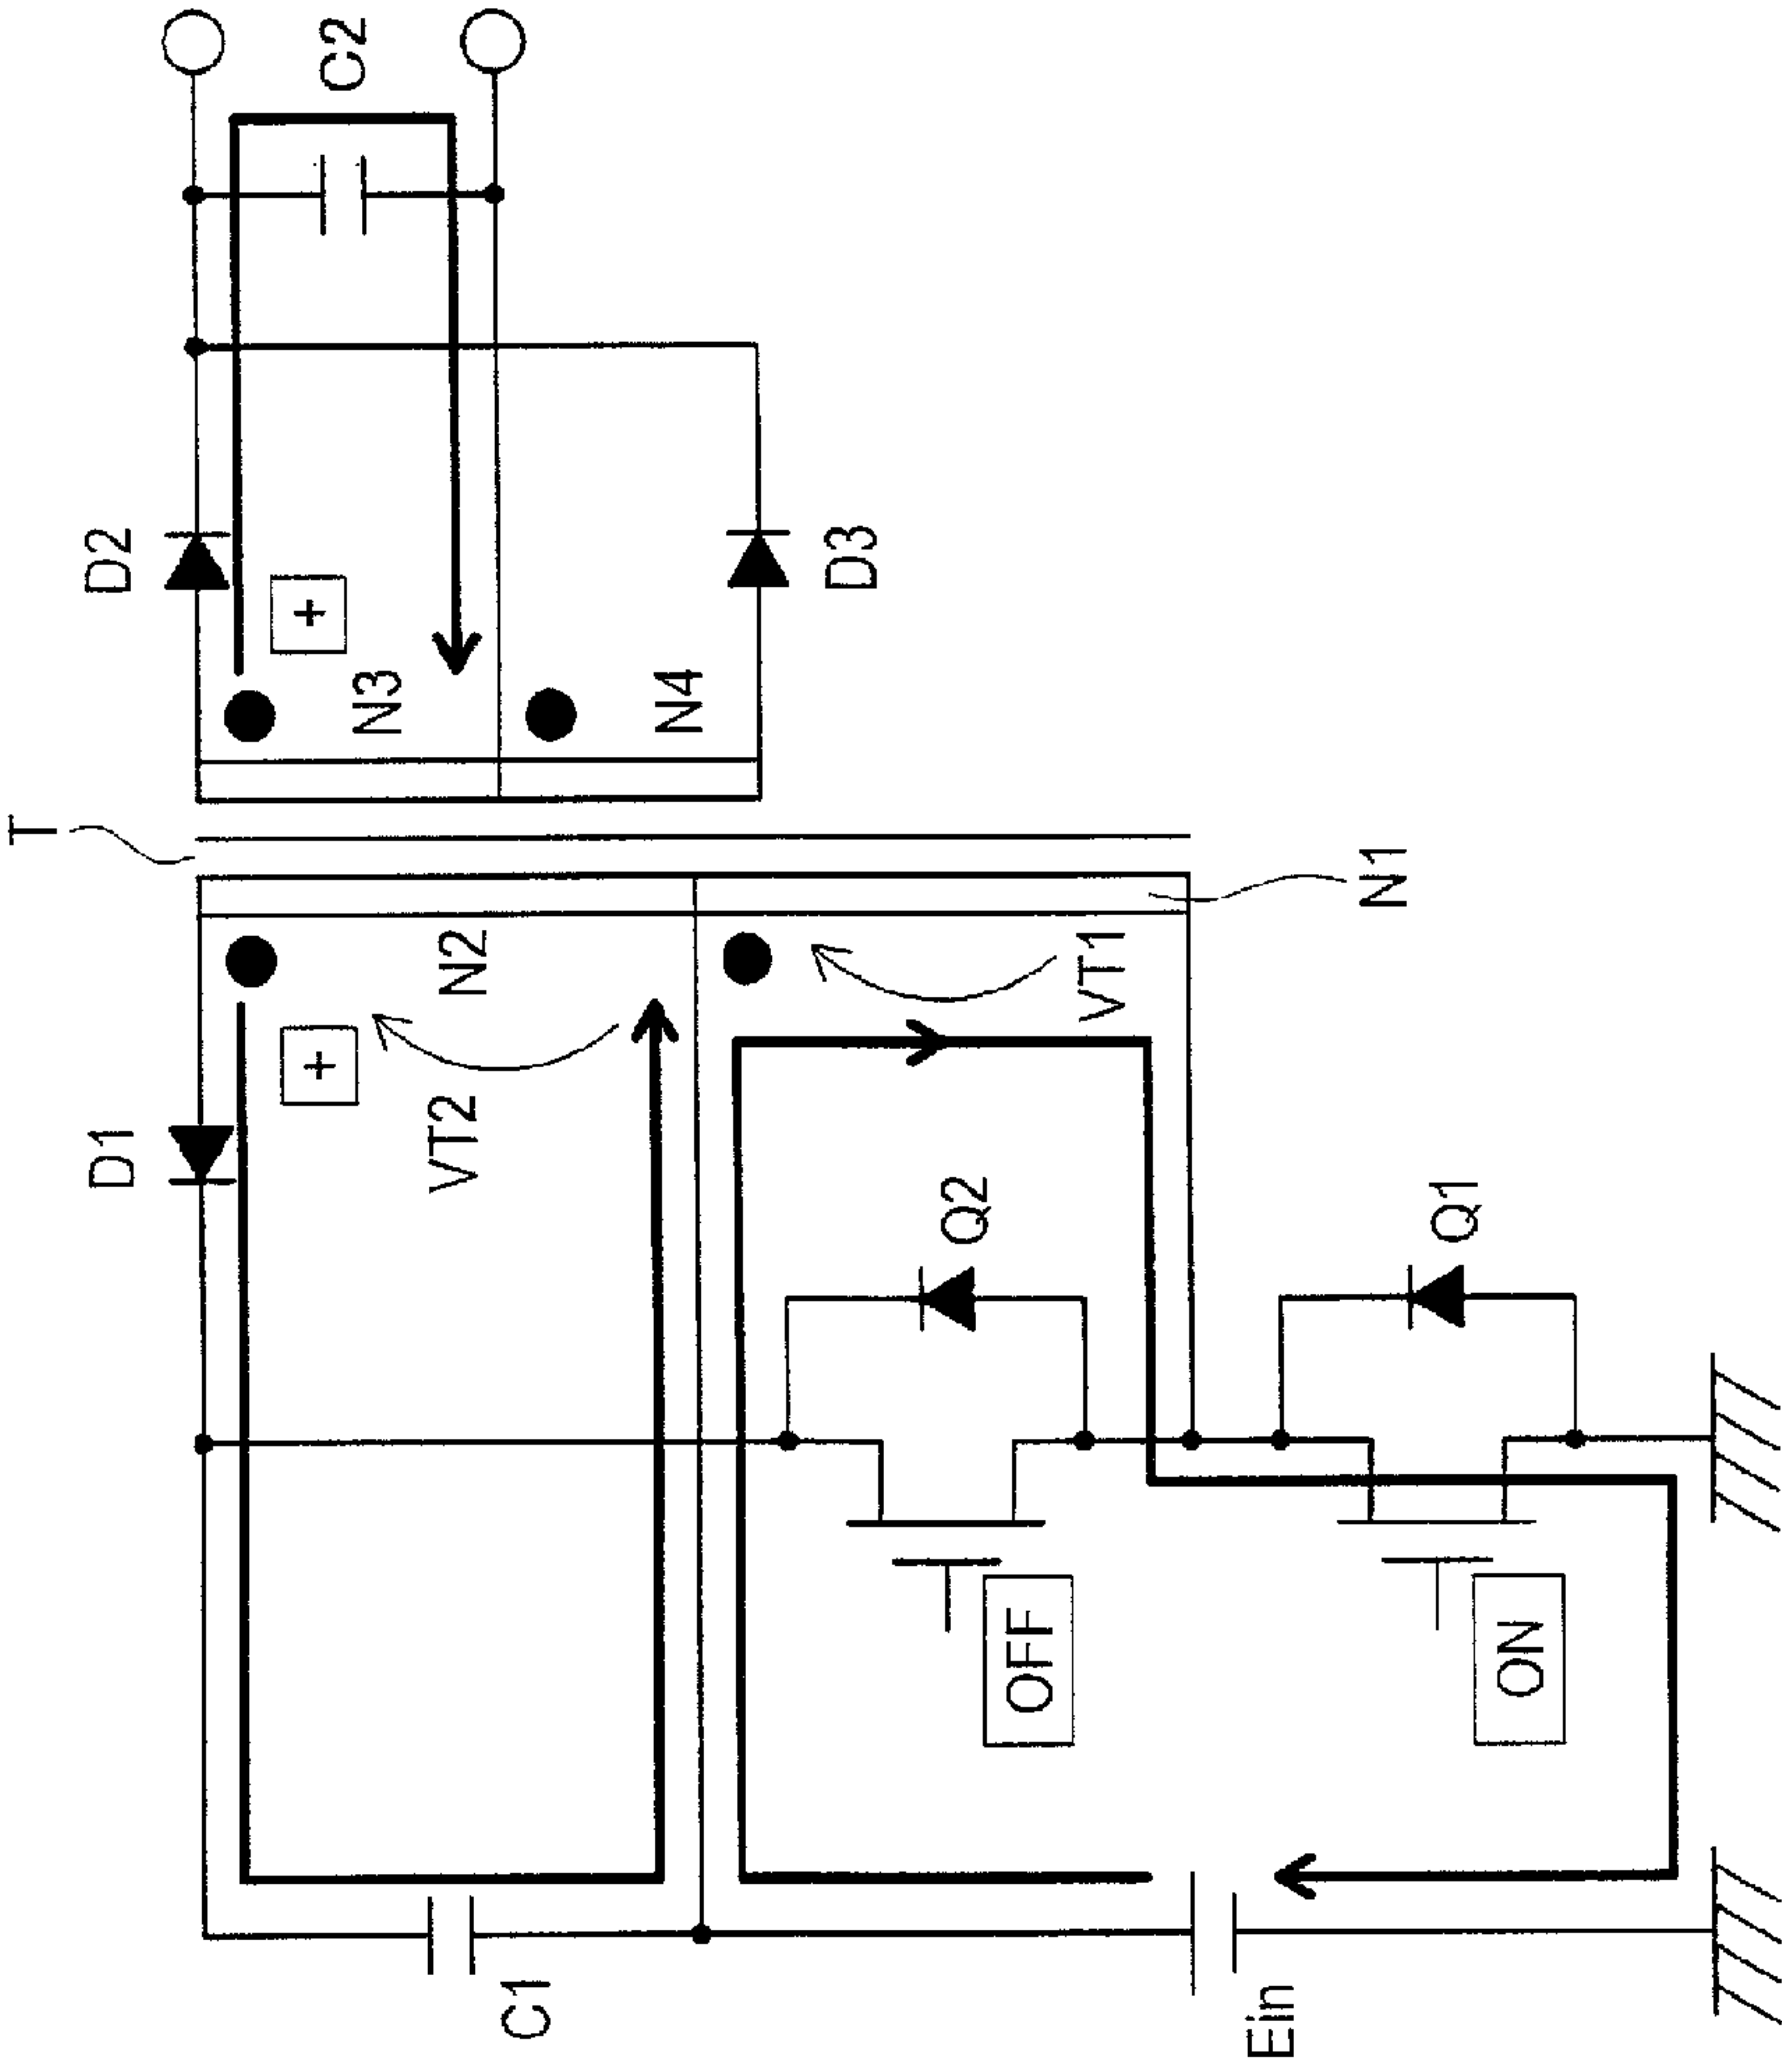 T
D1
D2
+
+
C2
VT2
N2
N3
C1
N4
D3
OFF
Q2
VT1
Ein
N1
ON
Q1